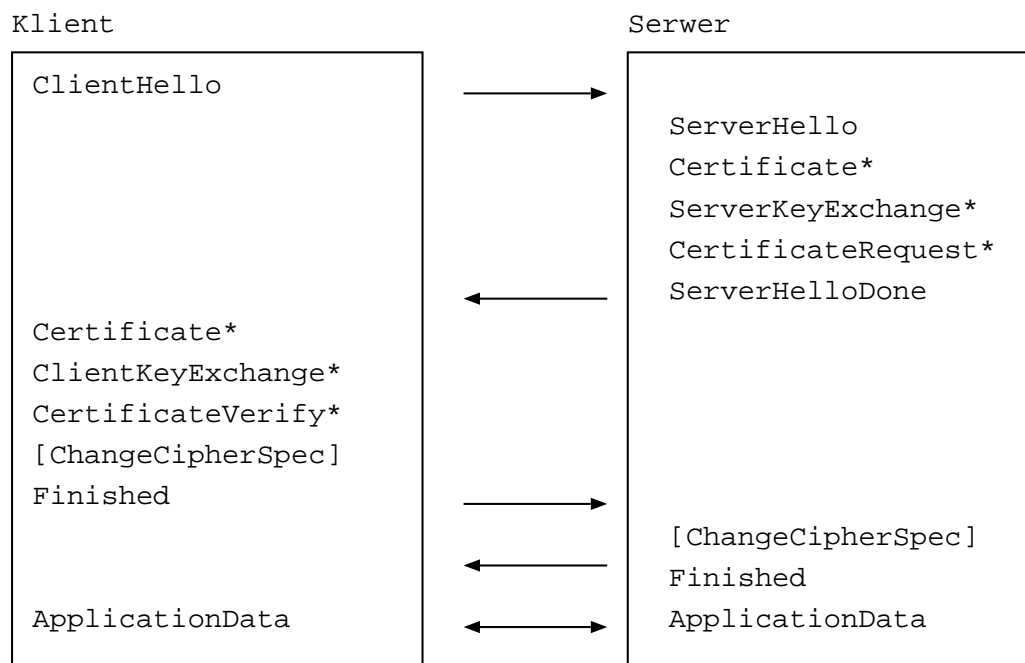 Klient
Serwer
ClientHello
ServerHello
Certificate*
ServerKeyExchange*
CertificateRequest*
ServerHelloDone
Certificate*
ClientKeyExchange*
CertificateVerify*
[ChangeCipherSpec]
Finished
[ChangeCipherSpec]
Finished
ApplicationData
ApplicationData